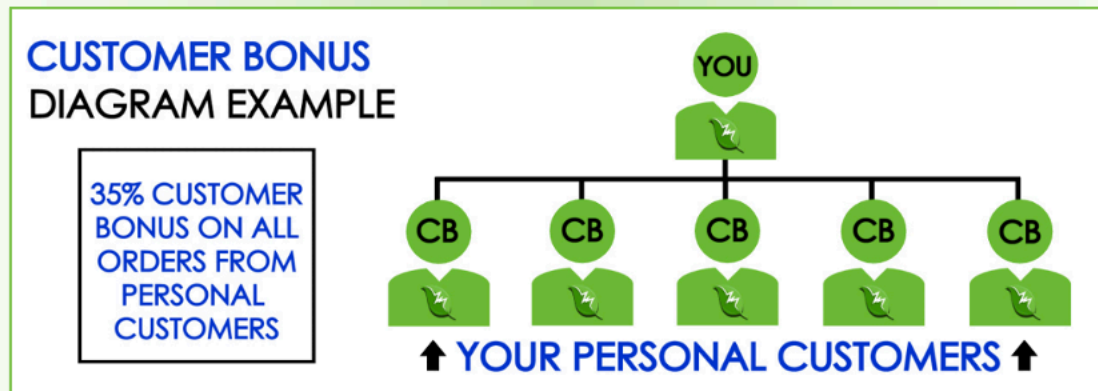 CUSTOMER BONUS
DIAGRAM EXAMPLE
35% CUSTOMER
BONUS ON ALL
ORDERS FROM
PERSONAL
CUSTOMERS
YOU
CB CB CB CB CB
YOUR PERSONAL CUSTOMERS